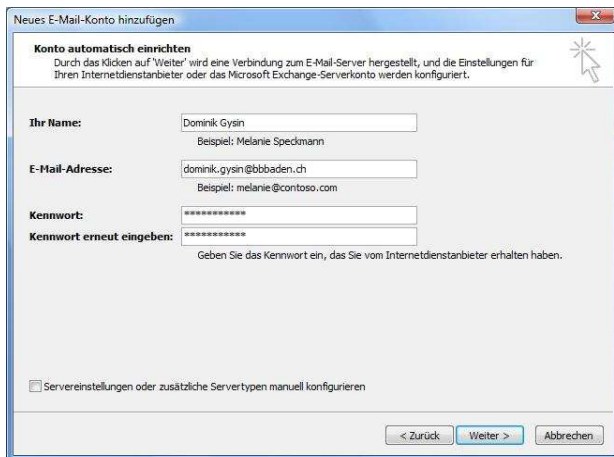 Neues E-Mail-Konto hinzufügen
Konto automatisch einrichten
Durch das Klicken auf 'Weiter' wird eine Verbindung zum E-Mail-Server hergestellt, und die Einstellungen für
Ihren Internetdienstanbieter oder das Microsoft Exchange-Serverkonto werden konfiguriert.
Ihr Name: Dominik Gysin
Beispiel: Melanie Speckmann
E-Mail-Adresse: dominik.gysin@bbbaden.ch
Beispiel: melanie@contoso.com
Kennwort: ***********
Kennwort erneut eingeben: ***********
Geben Sie das Kennwort ein, das Sie vom Internetdienstanbieter erhalten haben.
Servereinstellungen oder zusätzliche Servertypen manuell konfigurieren
< Zurück Weiter > Abbrechen